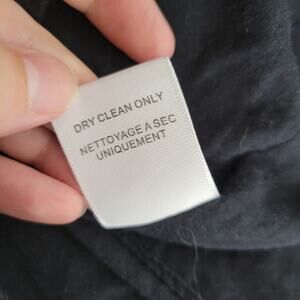 DRY CLEAN ONLY
NETTOYAGE A SEC
UNIQUEMENT